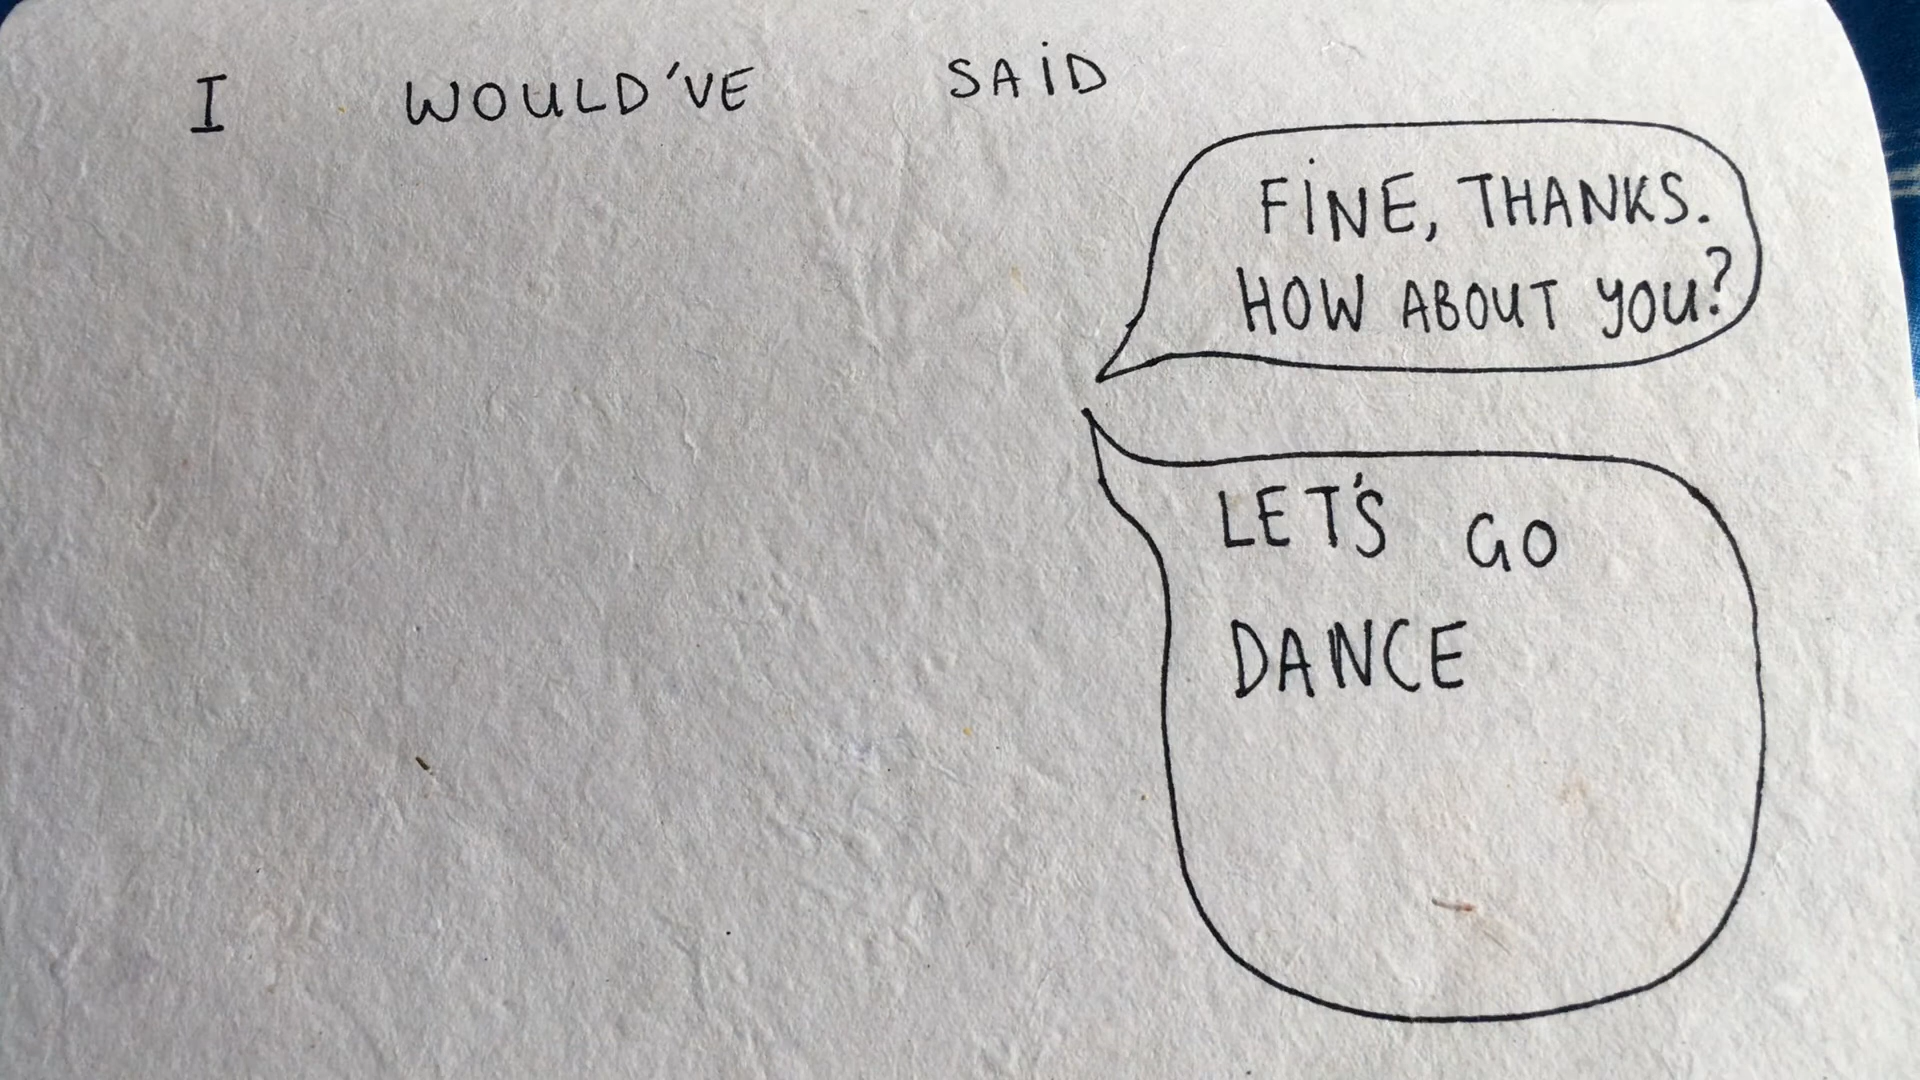 I WOULD'VE SAID
FINE, THANKS.
HOW ABOUT YOU?
LET'S GO
DANCE